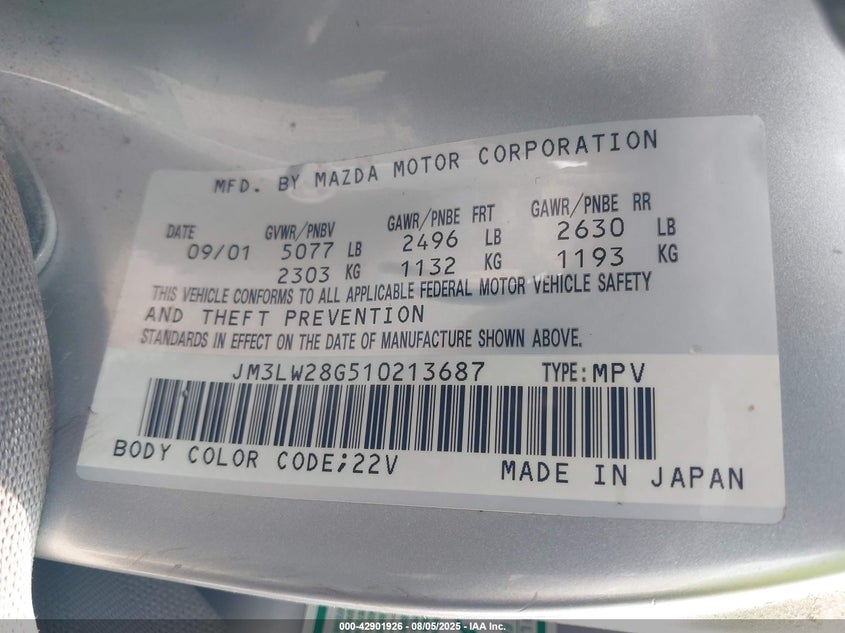 MFD. BY MAZDA MOTOR CORPORATION
DATE GVWR/PNBV GAWR/PNBE FRT GAWR/PNBE RR
09/01 5077 LB 2496 LB 2630 LB
2303 KG 1132 KG 1193 KG
THIS VEHICLE CONFORMS TO ALL APPLICABLE FEDERAL MOTOR VEHICLE SAFETY
AND THEFT PREVENTION
STANDARDS IN EFFECT ON THE DATE OF MANUFACTURE SHOWN ABOVE.
JM3LW28G510213687 TYPE:MPV
BODY COLOR CODE;22V MADE IN JAPAN
000-42901926 - 08/05/2025 - IAA Inc.